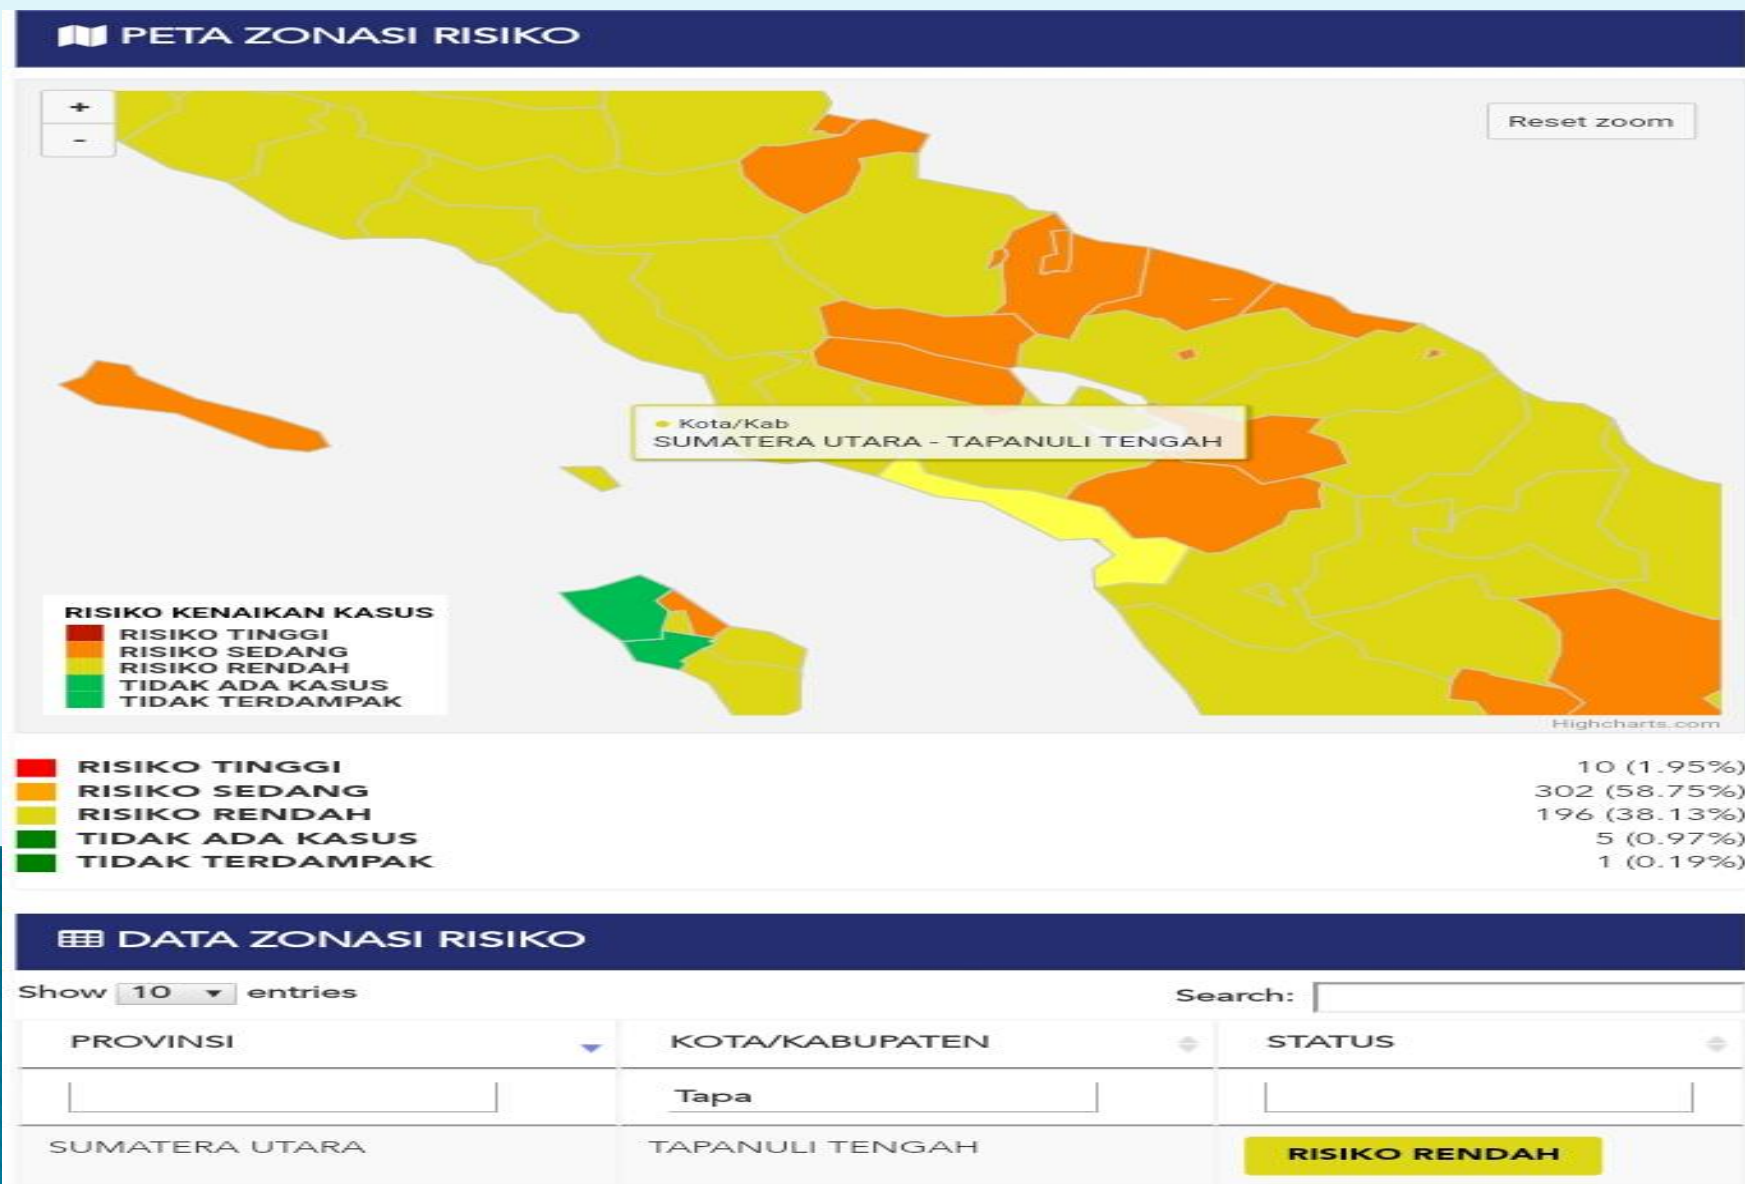 PETA ZONASI RISIKO
+
-
Reset zoom
Kota/Kab
SUMATERA UTARA - TAPANULI TENGAH
RISIKO KENAIKAN KASUS
RISIKO TINGGI
RISIKO SEDANG
RISIKO RENDAH
TIDAK ADA KASUS
TIDAK TERDAMPAK
Highcharts.com
RISIKO TINGGI 10 (1.95%)
RISIKO SEDANG 302 (58.75%)
RISIKO RENDAH 196 (38.13%)
TIDAK ADA KASUS 5 (0.97%)
TIDAK TERDAMPAK 1 (0.19%)
DATA ZONASI RISIKO
Show 10 entries Search:
PROVINSI KOTA/KABUPATEN STATUS
Tapa
SUMATERA UTARA TAPANULI TENGAH RISIKO RENDAH